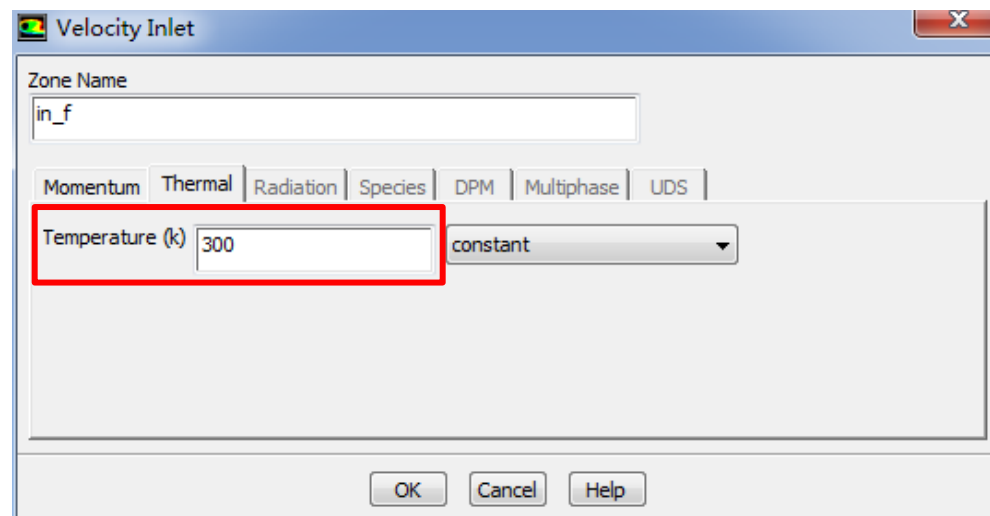 Velocity Inlet
Zone Name
in_f
Momentum Thermal Radiation Species DPM Multiphase UDS
Temperature (k) 300 constant
OK Cancel Help